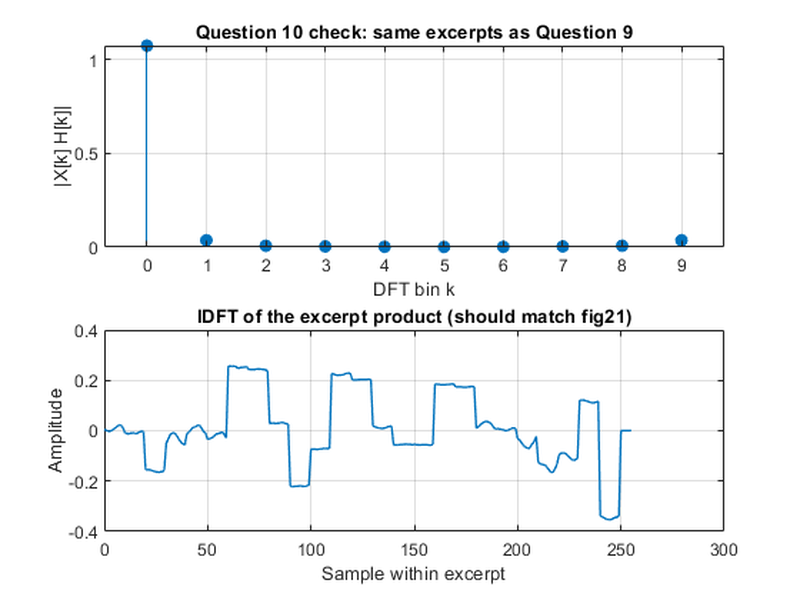 Question 10 check: same excerpts as Question 9
|X[k] H[k]|
1
0.5
0
0 1 2 3 4 5 6 7 8 9
DFT bin k
IDFT of the excerpt product (should match fig21)
Amplitude
0.4
0.2
0
-0.2
-0.4
0 50 100 150 200 250 300
Sample within excerpt